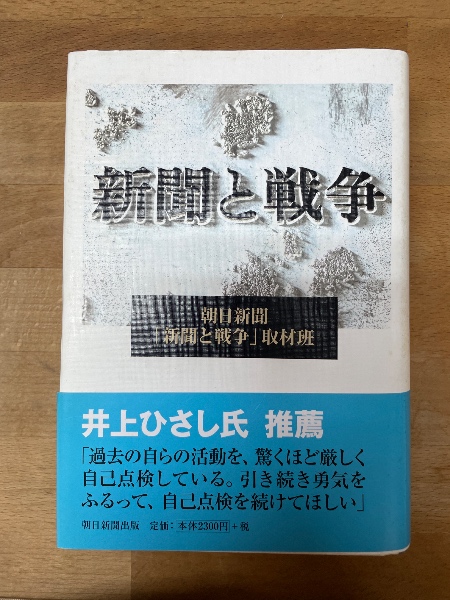 新聞と戦争
朝日新聞
「新聞と戦争」取材班
井上ひさし氏 推薦
「過去の自らの活動を、驚くほど厳しく
自己点検している。引き続き勇気を
ふるって、自己点検を続けてほしい」
朝日新聞出版 定価:本体2300円+税